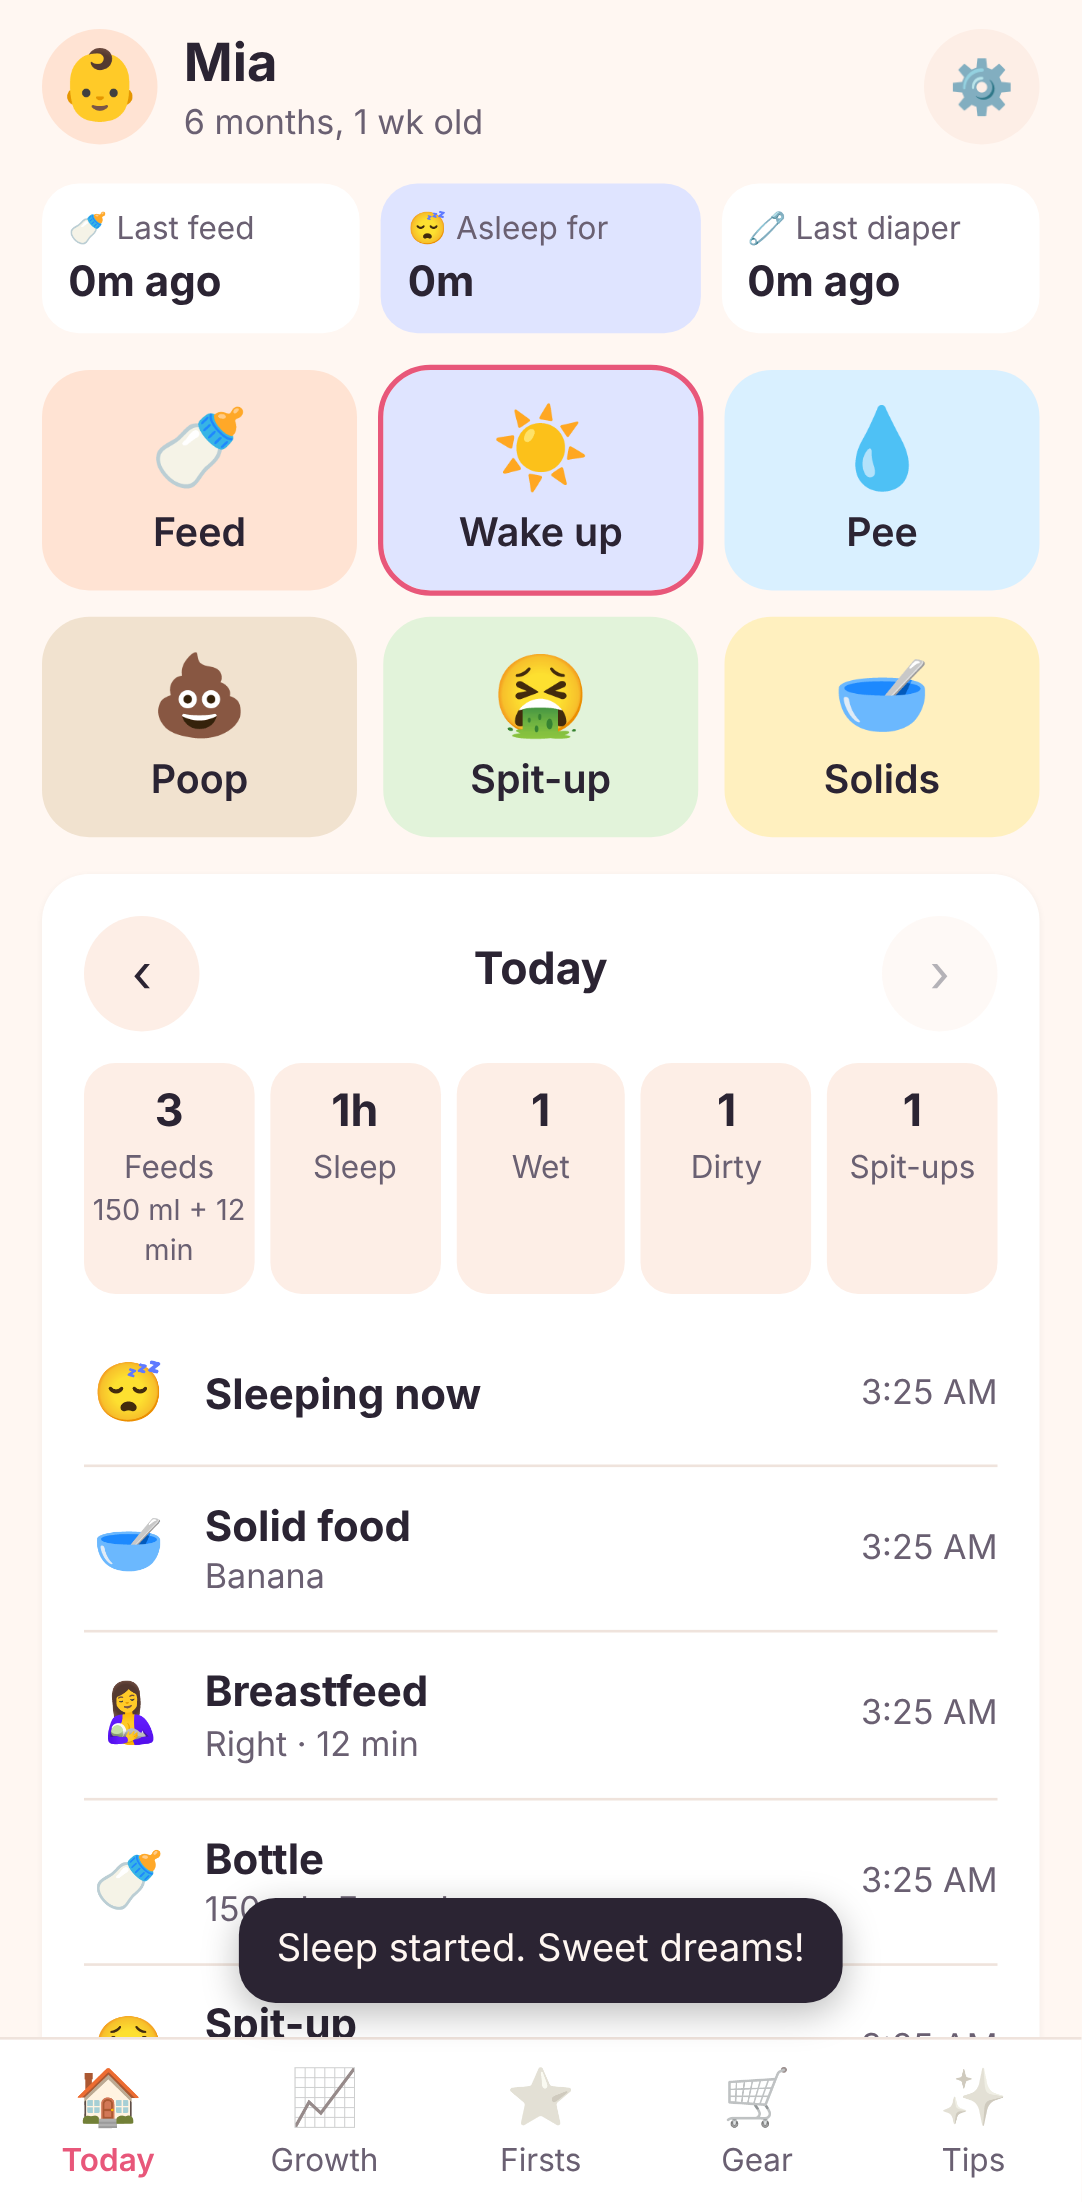 Mia
6 months, 1 wk old
Last feed
0m ago
Asleep for
0m
Last diaper
0m ago
Feed
Wake up
Pee
Poop
Spit-up
Solids
‹
Today
›
3
Feeds
150 ml + 12
min
1h
Sleep
1
Wet
1
Dirty
1
Spit-ups
Sleeping now
3:25 AM
Solid food
Banana
3:25 AM
Breastfeed
Right · 12 min
3:25 AM
Bottle
3:25 AM
150
Sleep started. Sweet dreams!
Spit-up
Today
Growth
Firsts
Gear
Tips